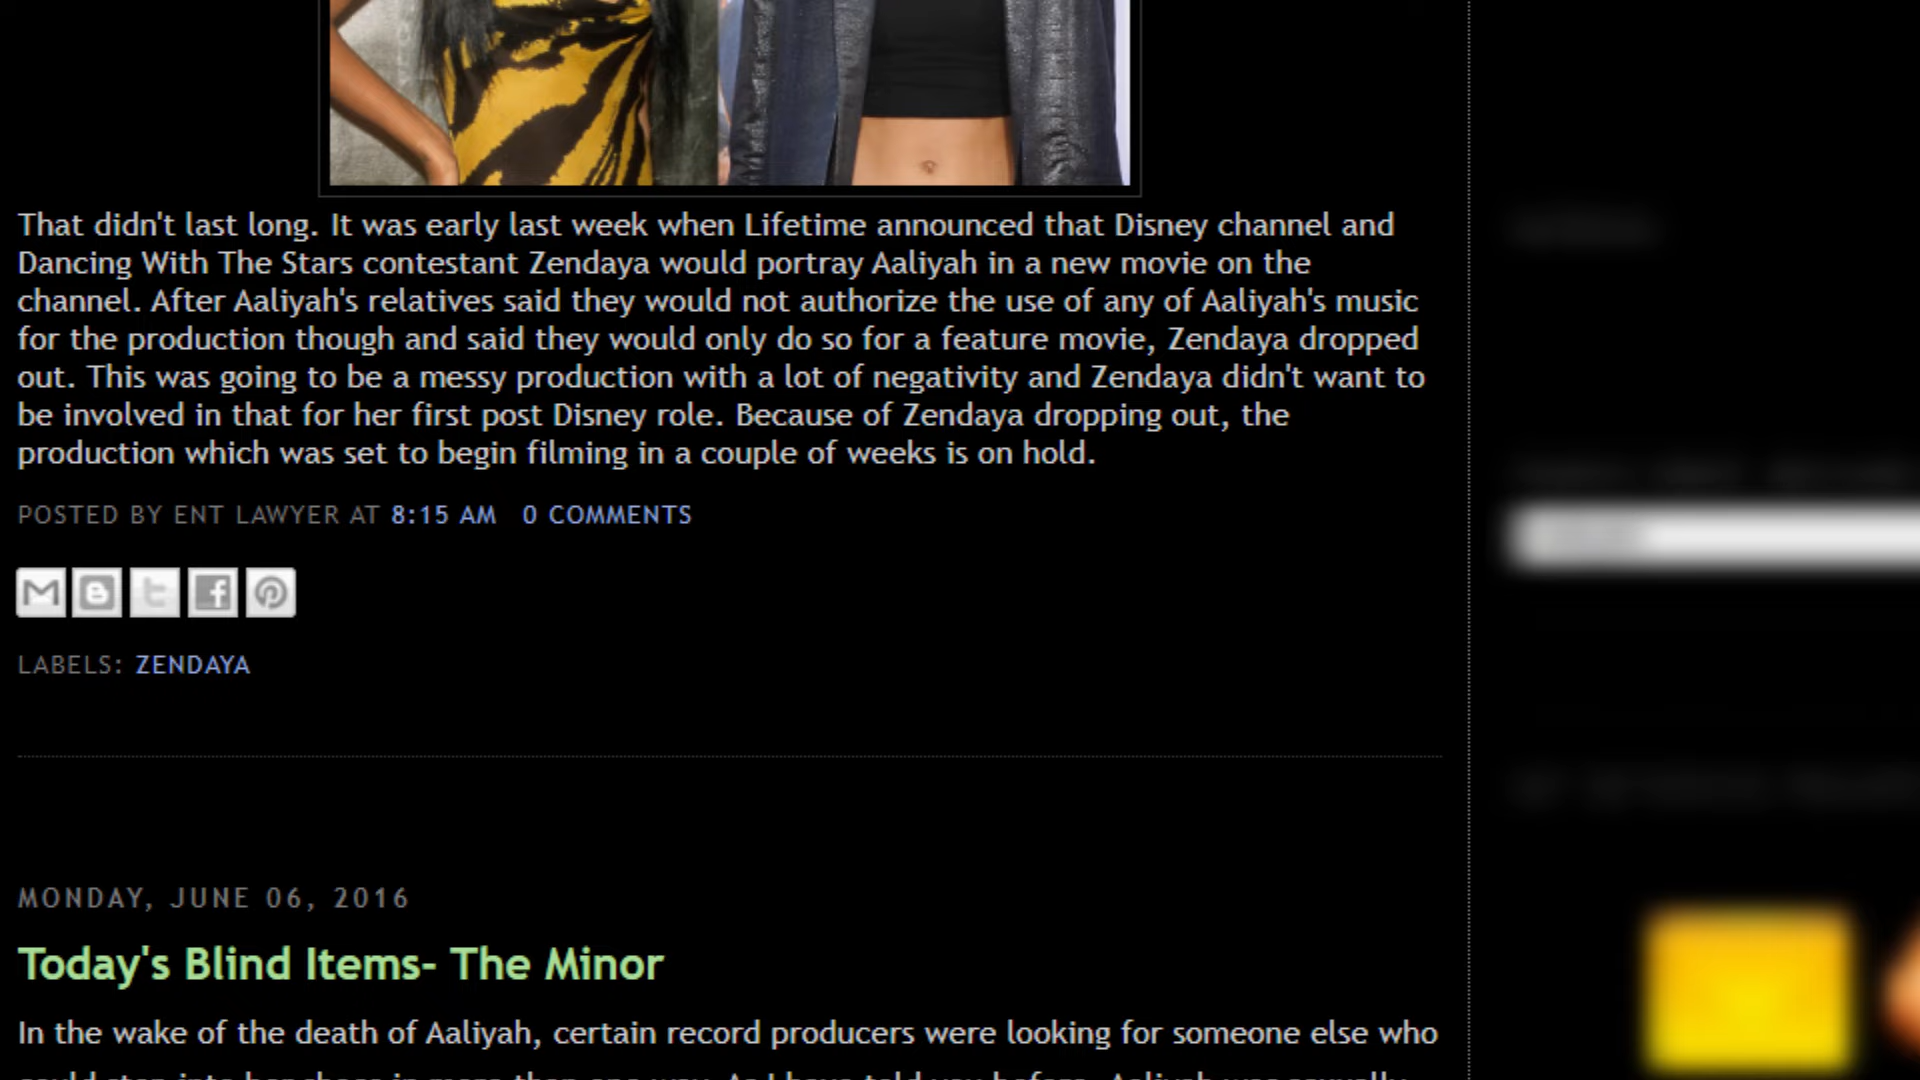 That didn't last long. It was early last week when Lifetime announced that Disney channel and
Dancing With The Stars contestant Zendaya would portray Aaliyah in a new movie on the
channel. After Aaliyah's relatives said they would not authorize the use of any of Aaliyah's music
for the production though and said they would only do so for a feature movie, Zendaya dropped
out. This was going to be a messy production with a lot of negativity and Zendaya didn't want to
be involved in that for her first post Disney role. Because of Zendaya dropping out, the
production which was set to begin filming in a couple of weeks is on hold.
POSTED BY ENT LAWYER AT 8:15 AM 0 COMMENTS
LABELS: ZENDAYA
MONDAY, JUNE 06, 2016
Today's Blind Items- The Minor
In the wake of the death of Aaliyah, certain record producers were looking for someone else who